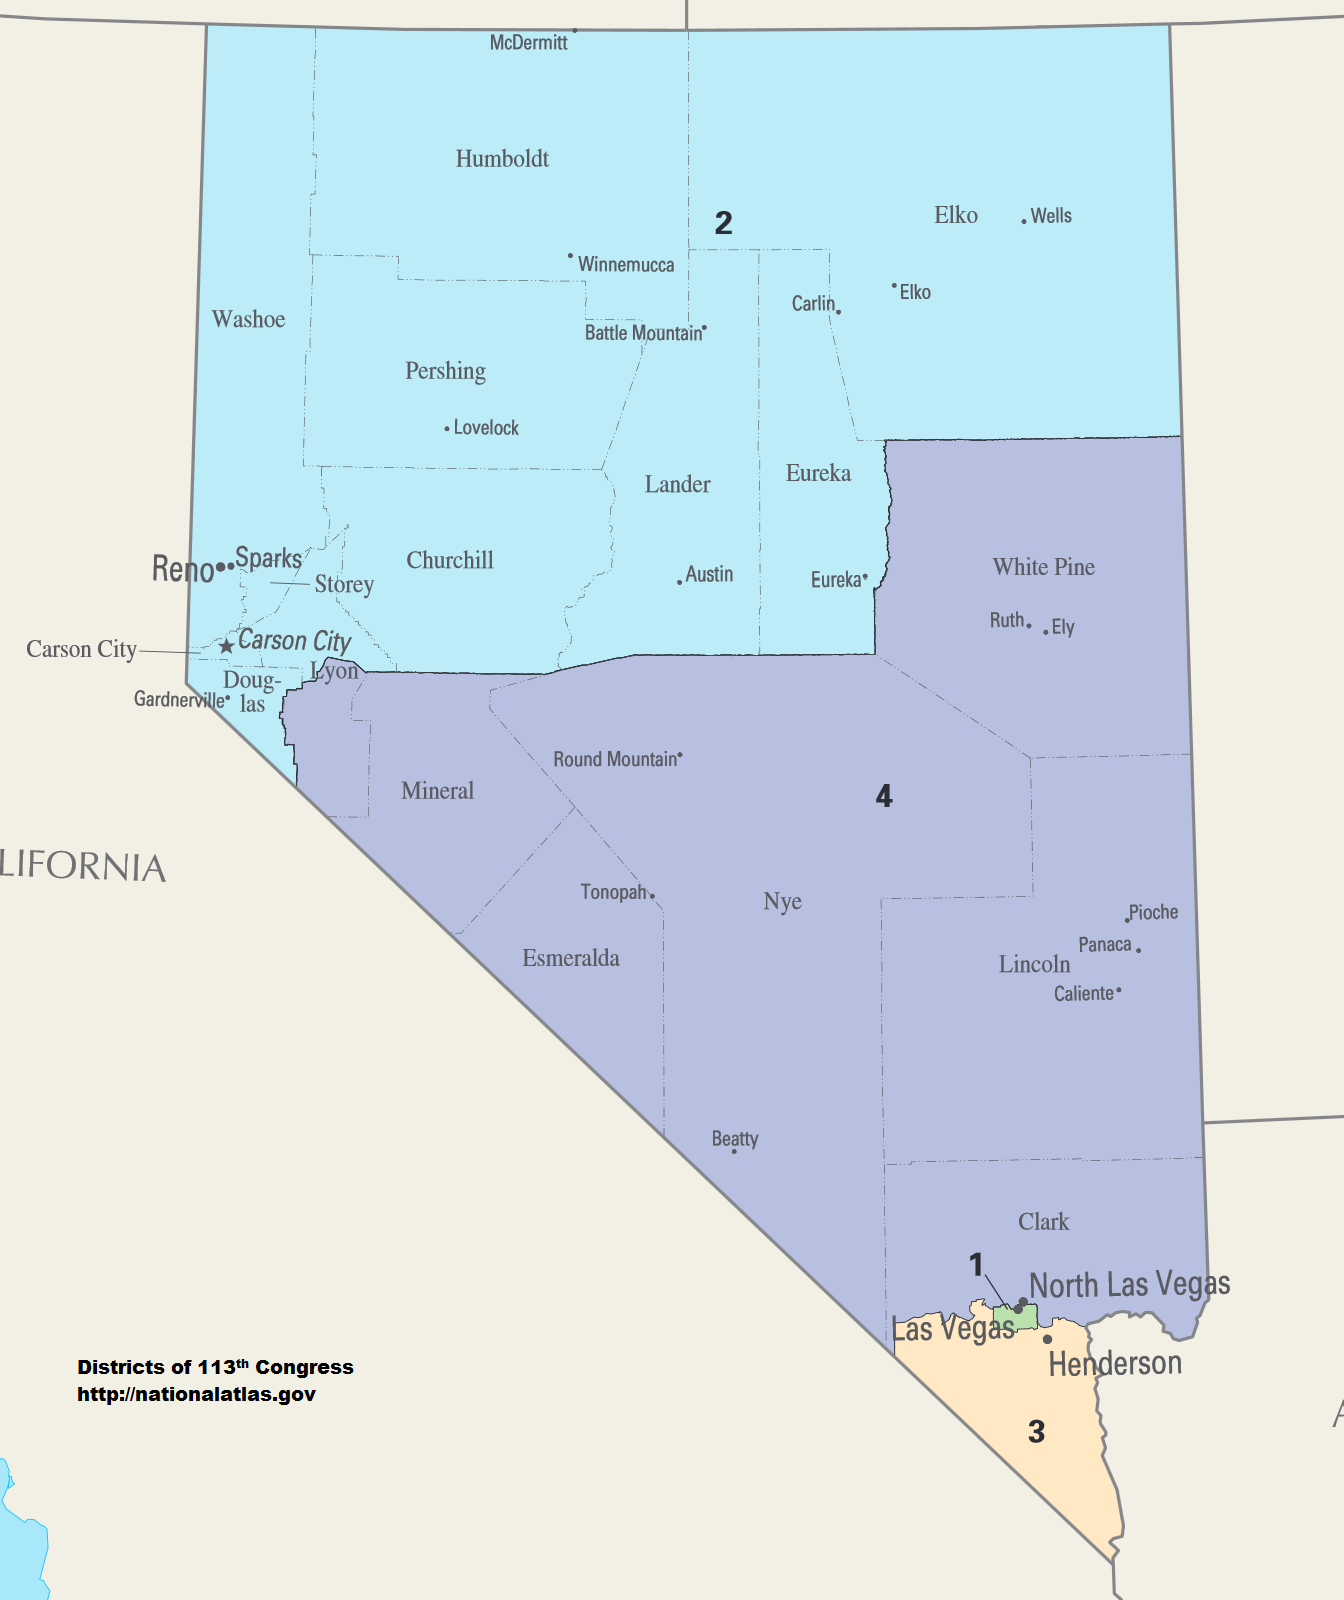 McDermitt
Humboldt
2
Elko
Wells
Winnemucca
Elko
Carlin
Washoe
Battle Mountain
Pershing
Lovelock
Lander
Eureka
Reno
Sparks
Churchill
White Pine
Storey
Austin
Eureka
Ruth
Ely
Carson City
Carson City
Lyon
Doug-
las
Gardnerville
Round Mountain
Mineral
4
LIFORNIA
Tonopah
Nye
Pioche
Panaca
Esmeralda
Lincoln
Caliente
Beatty
Clark
1
North Las Vegas
Las Vegas
Henderson
Districts of 113th Congress
http://nationalatlas.gov
3
A